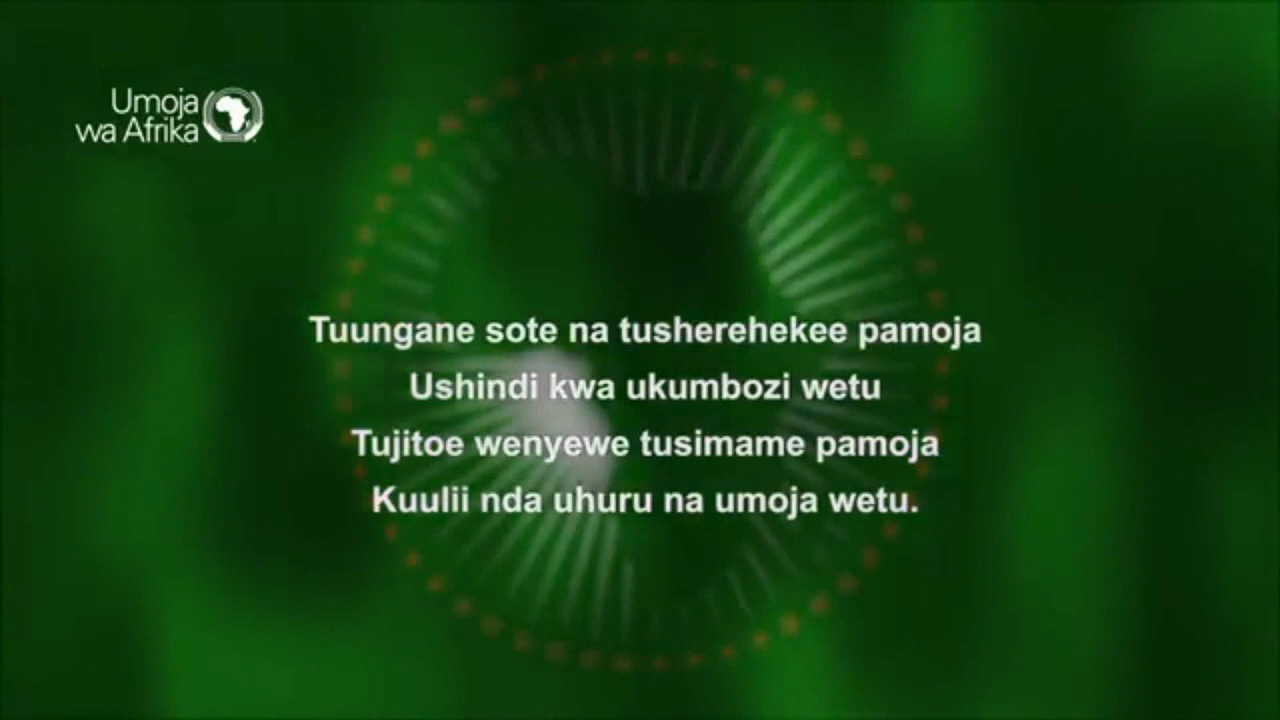 Umoja
wa Afrika
Tuungane sote na tusherehekee pamoja
Ushindi kwa ukumbozi wetu
Tujitoe wenyewe tusimame pamoja
Kuulii nda uhuru na umoja wetu.